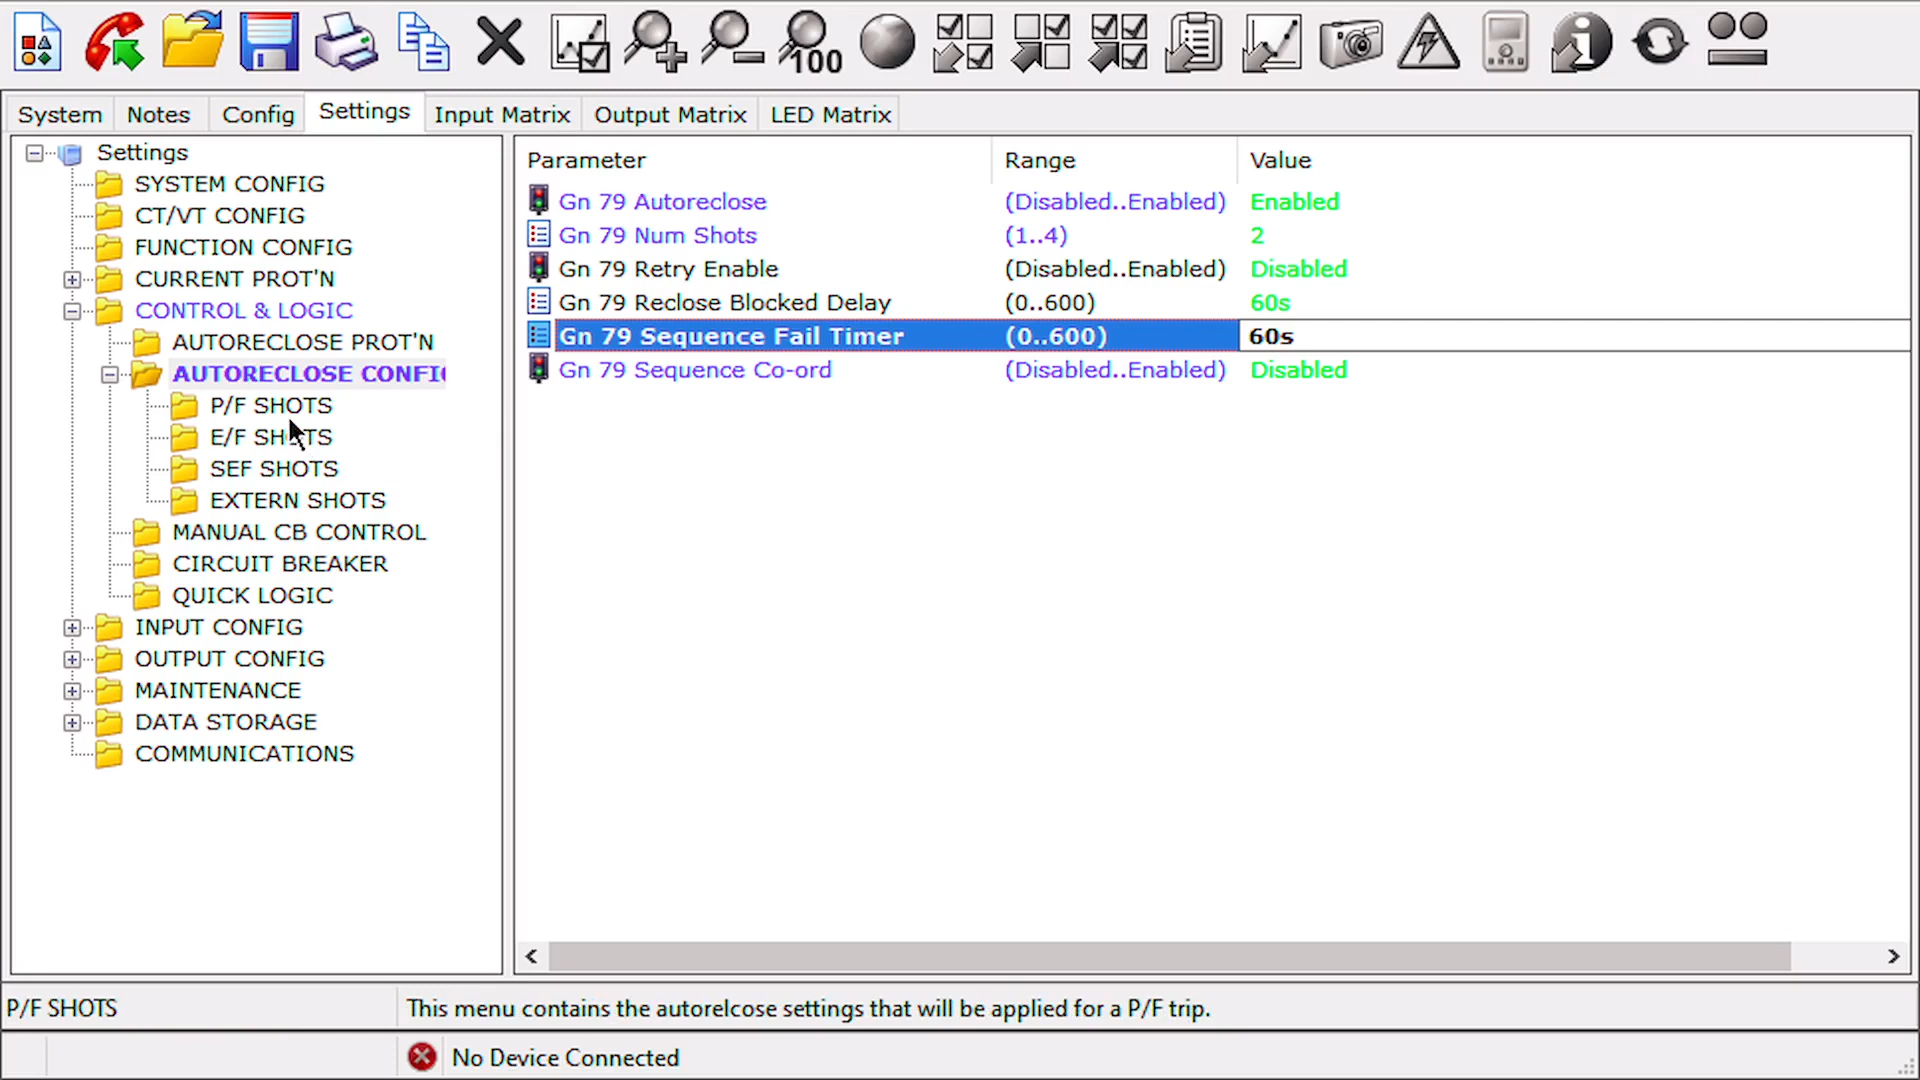 100
System Notes Config Settings Input Matrix Output Matrix LED Matrix
Settings
SYSTEM CONFIG
CT/VT CONFIG
FUNCTION CONFIG
CURRENT PROT'N
CONTROL & LOGIC
AUTORECLOSE PROT'N
AUTORECLOSE CONFIG
P/F SHOTS
E/F SHOTS
SEF SHOTS
EXTERN SHOTS
MANUAL CB CONTROL
CIRCUIT BREAKER
QUICK LOGIC
INPUT CONFIG
OUTPUT CONFIG
MAINTENANCE
DATA STORAGE
COMMUNICATIONS
Parameter Range Value
Gn 79 Autoreclose (Disabled..Enabled) Enabled
Gn 79 Num Shots (1..4) 2
Gn 79 Retry Enable (Disabled..Enabled) Disabled
Gn 79 Reclose Blocked Delay (0..600) 60s
Gn 79 Sequence Fail Timer (0..600) 60s
Gn 79 Sequence Co-ord (Disabled..Enabled) Disabled
P/F SHOTS This menu contains the autorelcose settings that will be applied for a P/F trip.
No Device Connected